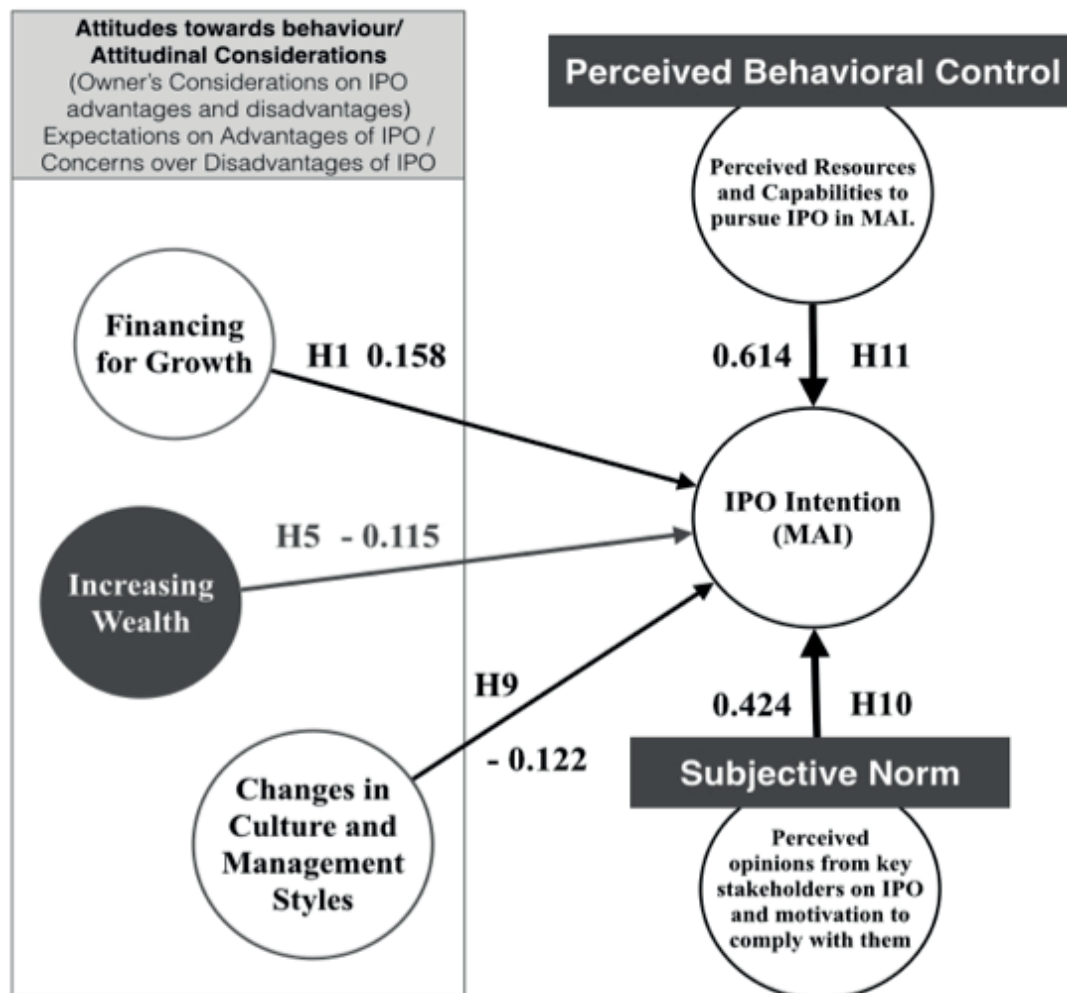 Attitudes towards behaviour/
Attitudinal Considerations
(Owner's Considerations on IPO
advantages and disadvantages)
Expectations on Advantages of IPO /
Concerns over Disadvantages of IPO
Perceived Behavioral Control
Perceived Resources
and Capabilities to
pursue IPO in MAI.
Financing
for Growth
H1 0.158
0.614 H11
IPO Intention
(MAI)
H5 - 0.115
Increasing
Wealth
H9
- 0.122
0.424 H10
Subjective Norm
Changes in
Culture and
Management
Styles
Perceived
opinions from key
stakeholders on IPO
and motivation to
comply with them